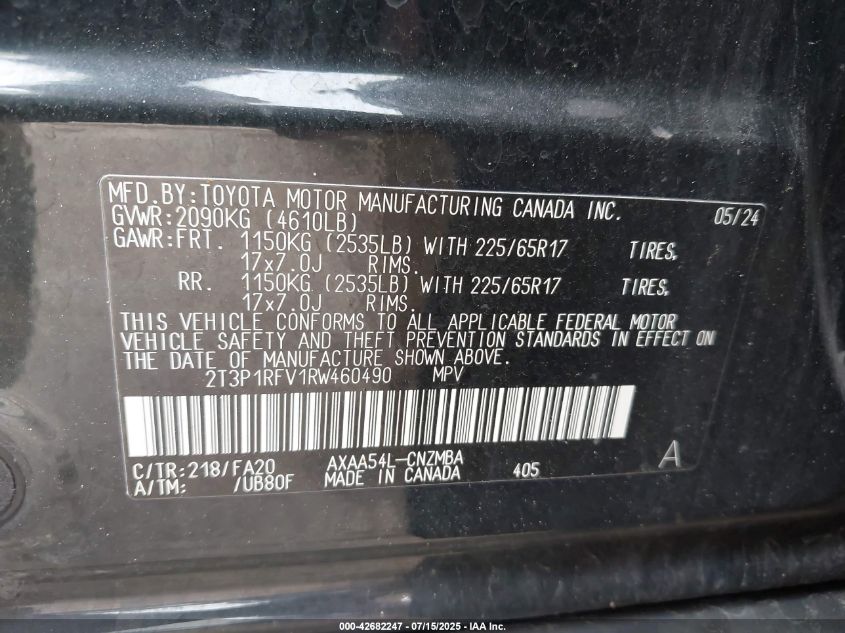 MFD.BY:TOYOTA MOTOR MANUFACTURING CANADA INC. 05/24
GVWR:2090KG (4610LB)
GAWR:FRT. 1150KG (2535LB) WITH 225/65R17 TIRES,
17x7.0J RIMS.
RR. 1150KG (2535LB) WITH 225/65R17 TIRES,
17x7.0J RIMS.
THIS VEHICLE CONFORMS TO ALL APPLICABLE FEDERAL MOTOR
VEHICLE SAFETY AND THEFT PREVENTION STANDARDS IN EFFECT ON
THE DATE OF MANUFACTURE SHOWN ABOVE.
2T3P1RFV1RW460490 MPV
C/TR:218/FA20 AXAA54L-CNZMBA 405 A
A/TM: /UB80F MADE IN CANADA
000-42682247 - 07/15/2025 - IAA Inc.